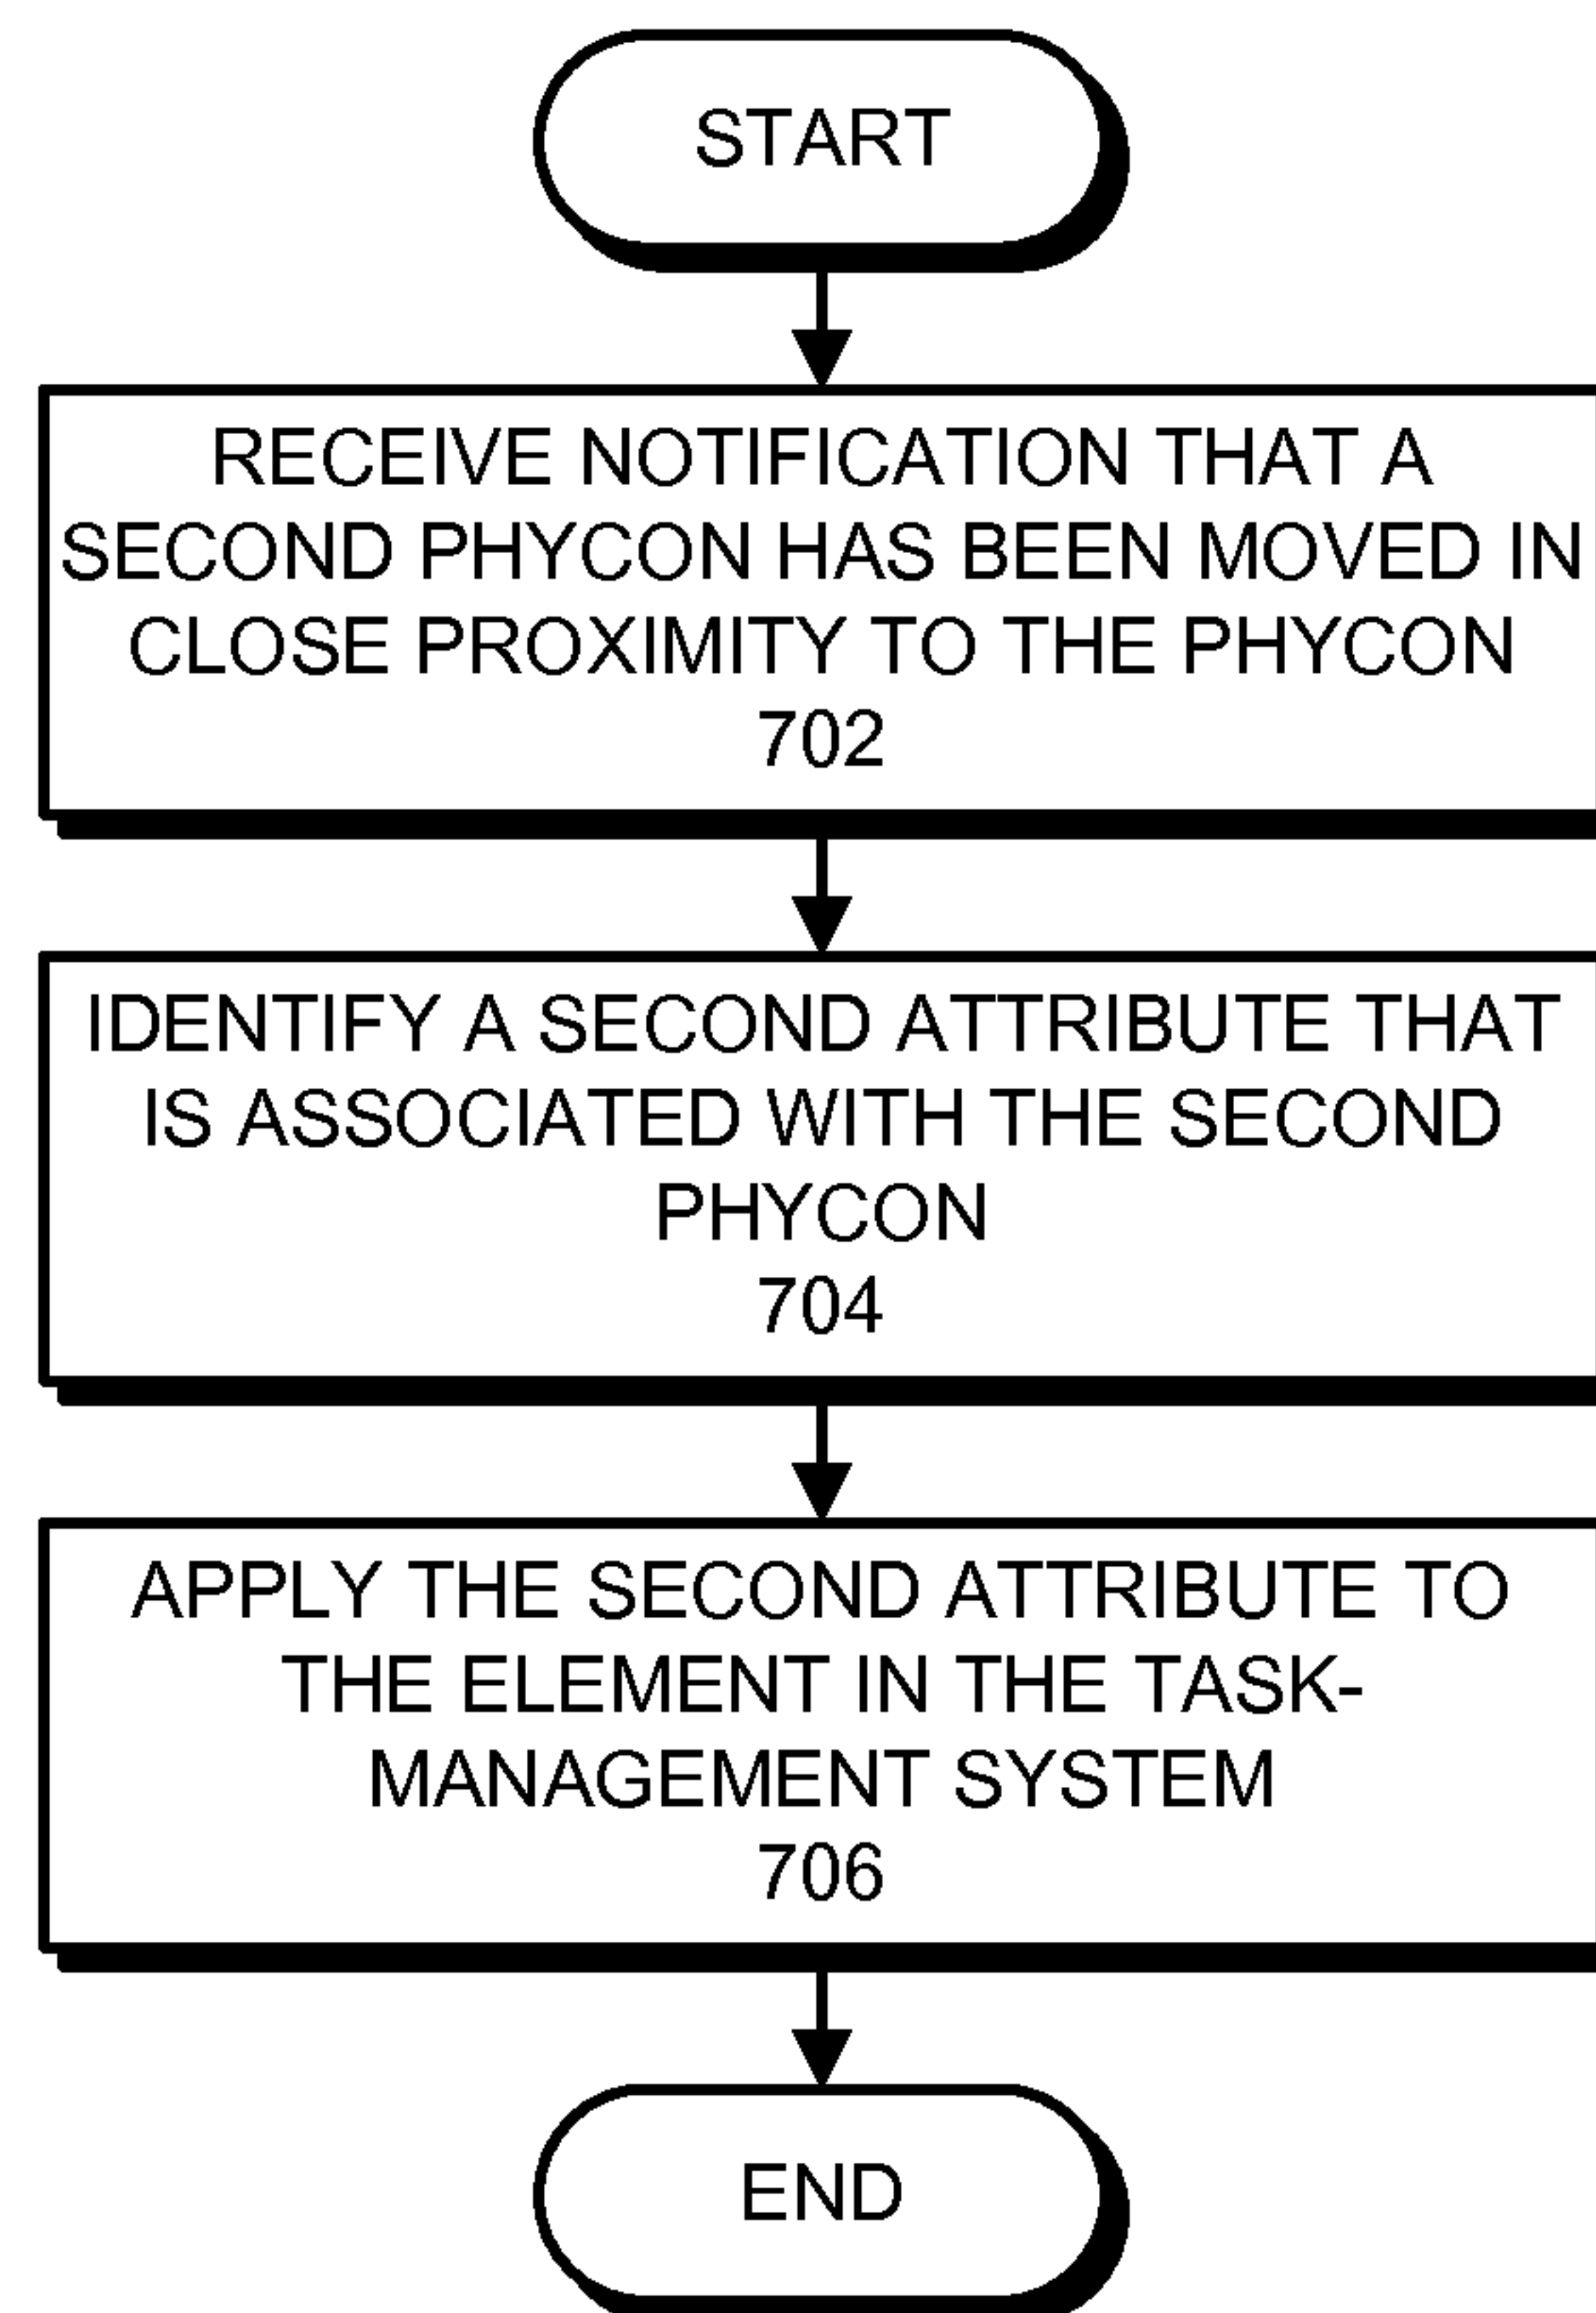 START
RECEIVE NOTIFICATION THAT A
SECOND PHYCON HAS BEEN MOVED IN
CLOSE PROXIMITY TO THE PHYCON
702
IDENTIFY A SECOND ATTRIBUTE THAT
IS ASSOCIATED WITH THE SECOND
PHYCON
704
APPLY THE SECOND ATTRIBUTE TO
THE ELEMENT IN THE TASK-
MANAGEMENT SYSTEM
706
END